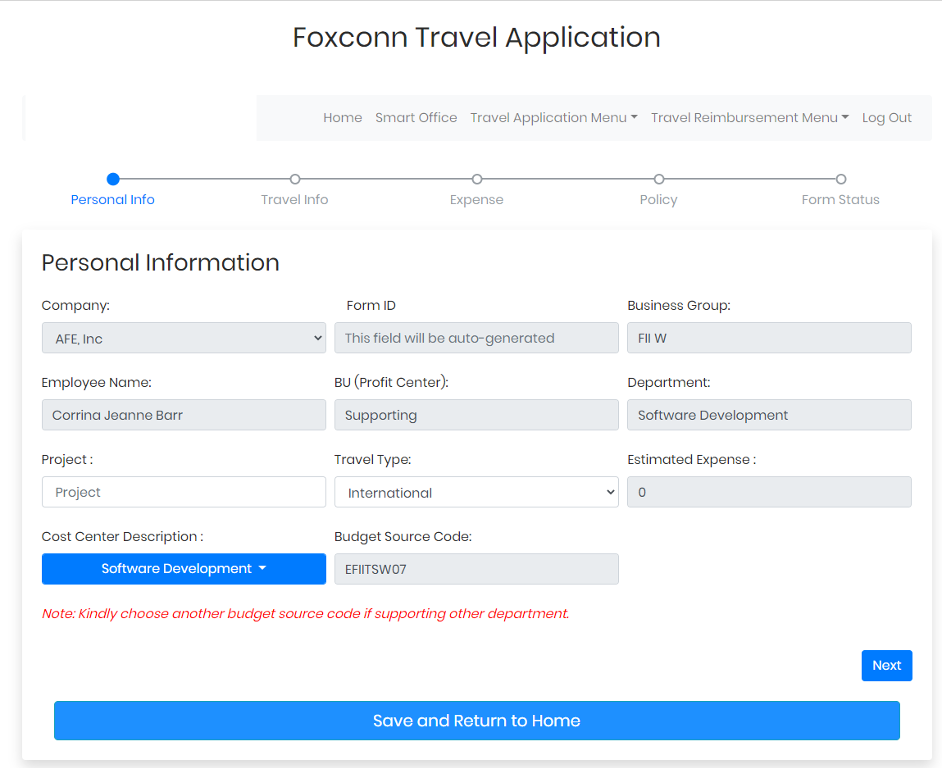 Foxconn Travel Application
Home Smart Office Travel Application Menu Travel Reimbursement Menu Log Out
Personal Info Travel Info Expense Policy Form Status
Personal Information
Company: Form ID Business Group:
AFE, Inc This field will be auto-generated FII W
Employee Name: BU (Profit Center): Department:
Corrina Jeanne Barr Supporting Software Development
Project : Travel Type: Estimated Expense :
Project International 0
Cost Center Description : Budget Source Code:
Software Development EFIITSW07
Note: Kindly choose another budget source code if supporting other department.
Next
Save and Return to Home